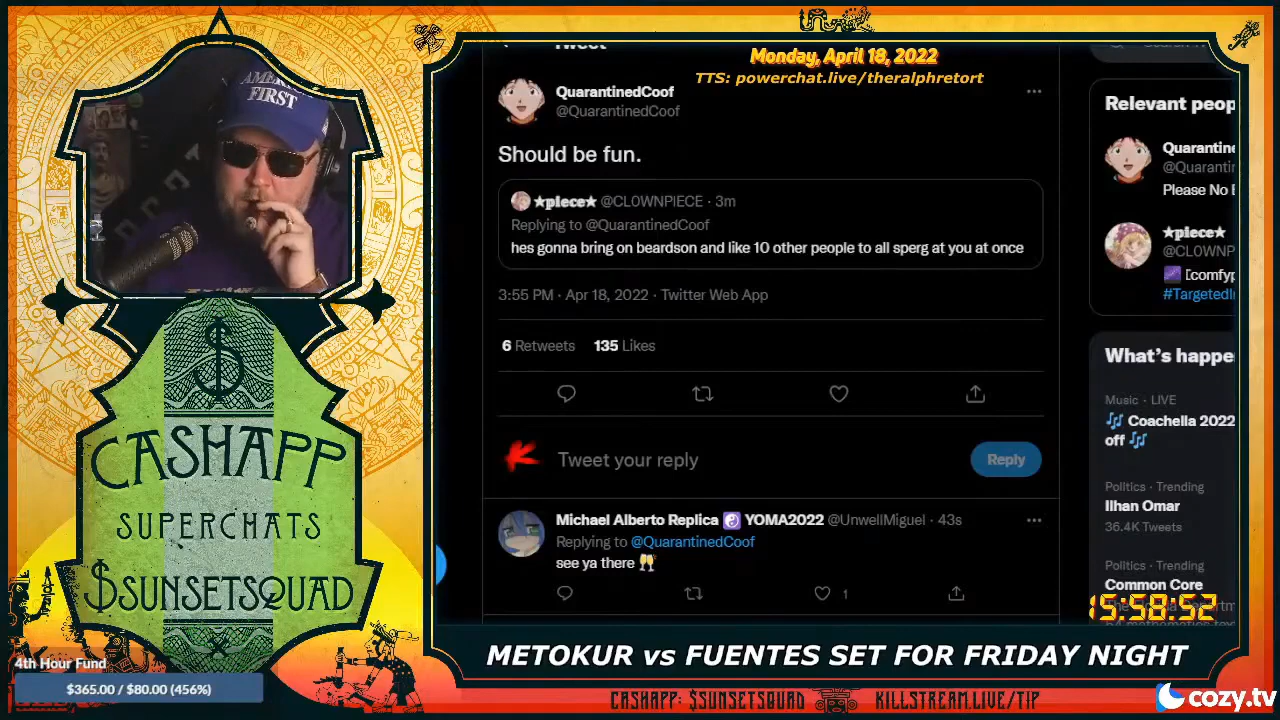 AMERICA
FIRST
$
CASHAPP
SUPERCHATS
$SUNSETSQUAD
4th Hour Fund
$365.00 / $80.00 (456%)
Tweet
Monday, April 18, 2022
TTS: powerchat.live/theralphretort
QuarantinedCoof
@QuarantinedCoof
Should be fun.
★piece★ @CL0WNPIECE · 3m
Replying to @QuarantinedCoof
hes gonna bring on beardson and like 10 other people to all sperg at you at once
3:55 PM · Apr 18, 2022 · Twitter Web App
6 Retweets 135 Likes
Tweet your reply
Reply
Michael Alberto Replica ☯ YOMA2022 @UnwellMiguel · 43s
Replying to @QuarantinedCoof
see ya there 🥂
1
Relevant peop
Quarantine
@Quaranti
Please No
★piece★
@CL0WNP
[comfyp
#TargetedI
What's happe
Music · LIVE
🎶 Coachella 2022
off 🎶
Politics · Trending
Ilhan Omar
36.4K Tweets
Politics · Trending
Common Core
15:58:52
METOKUR vs FUENTES SET FOR FRIDAY NIGHT
CASHAPP: $SUNSETSQUAD KILLSTREAM.LIVE/TIP
cozy.tv